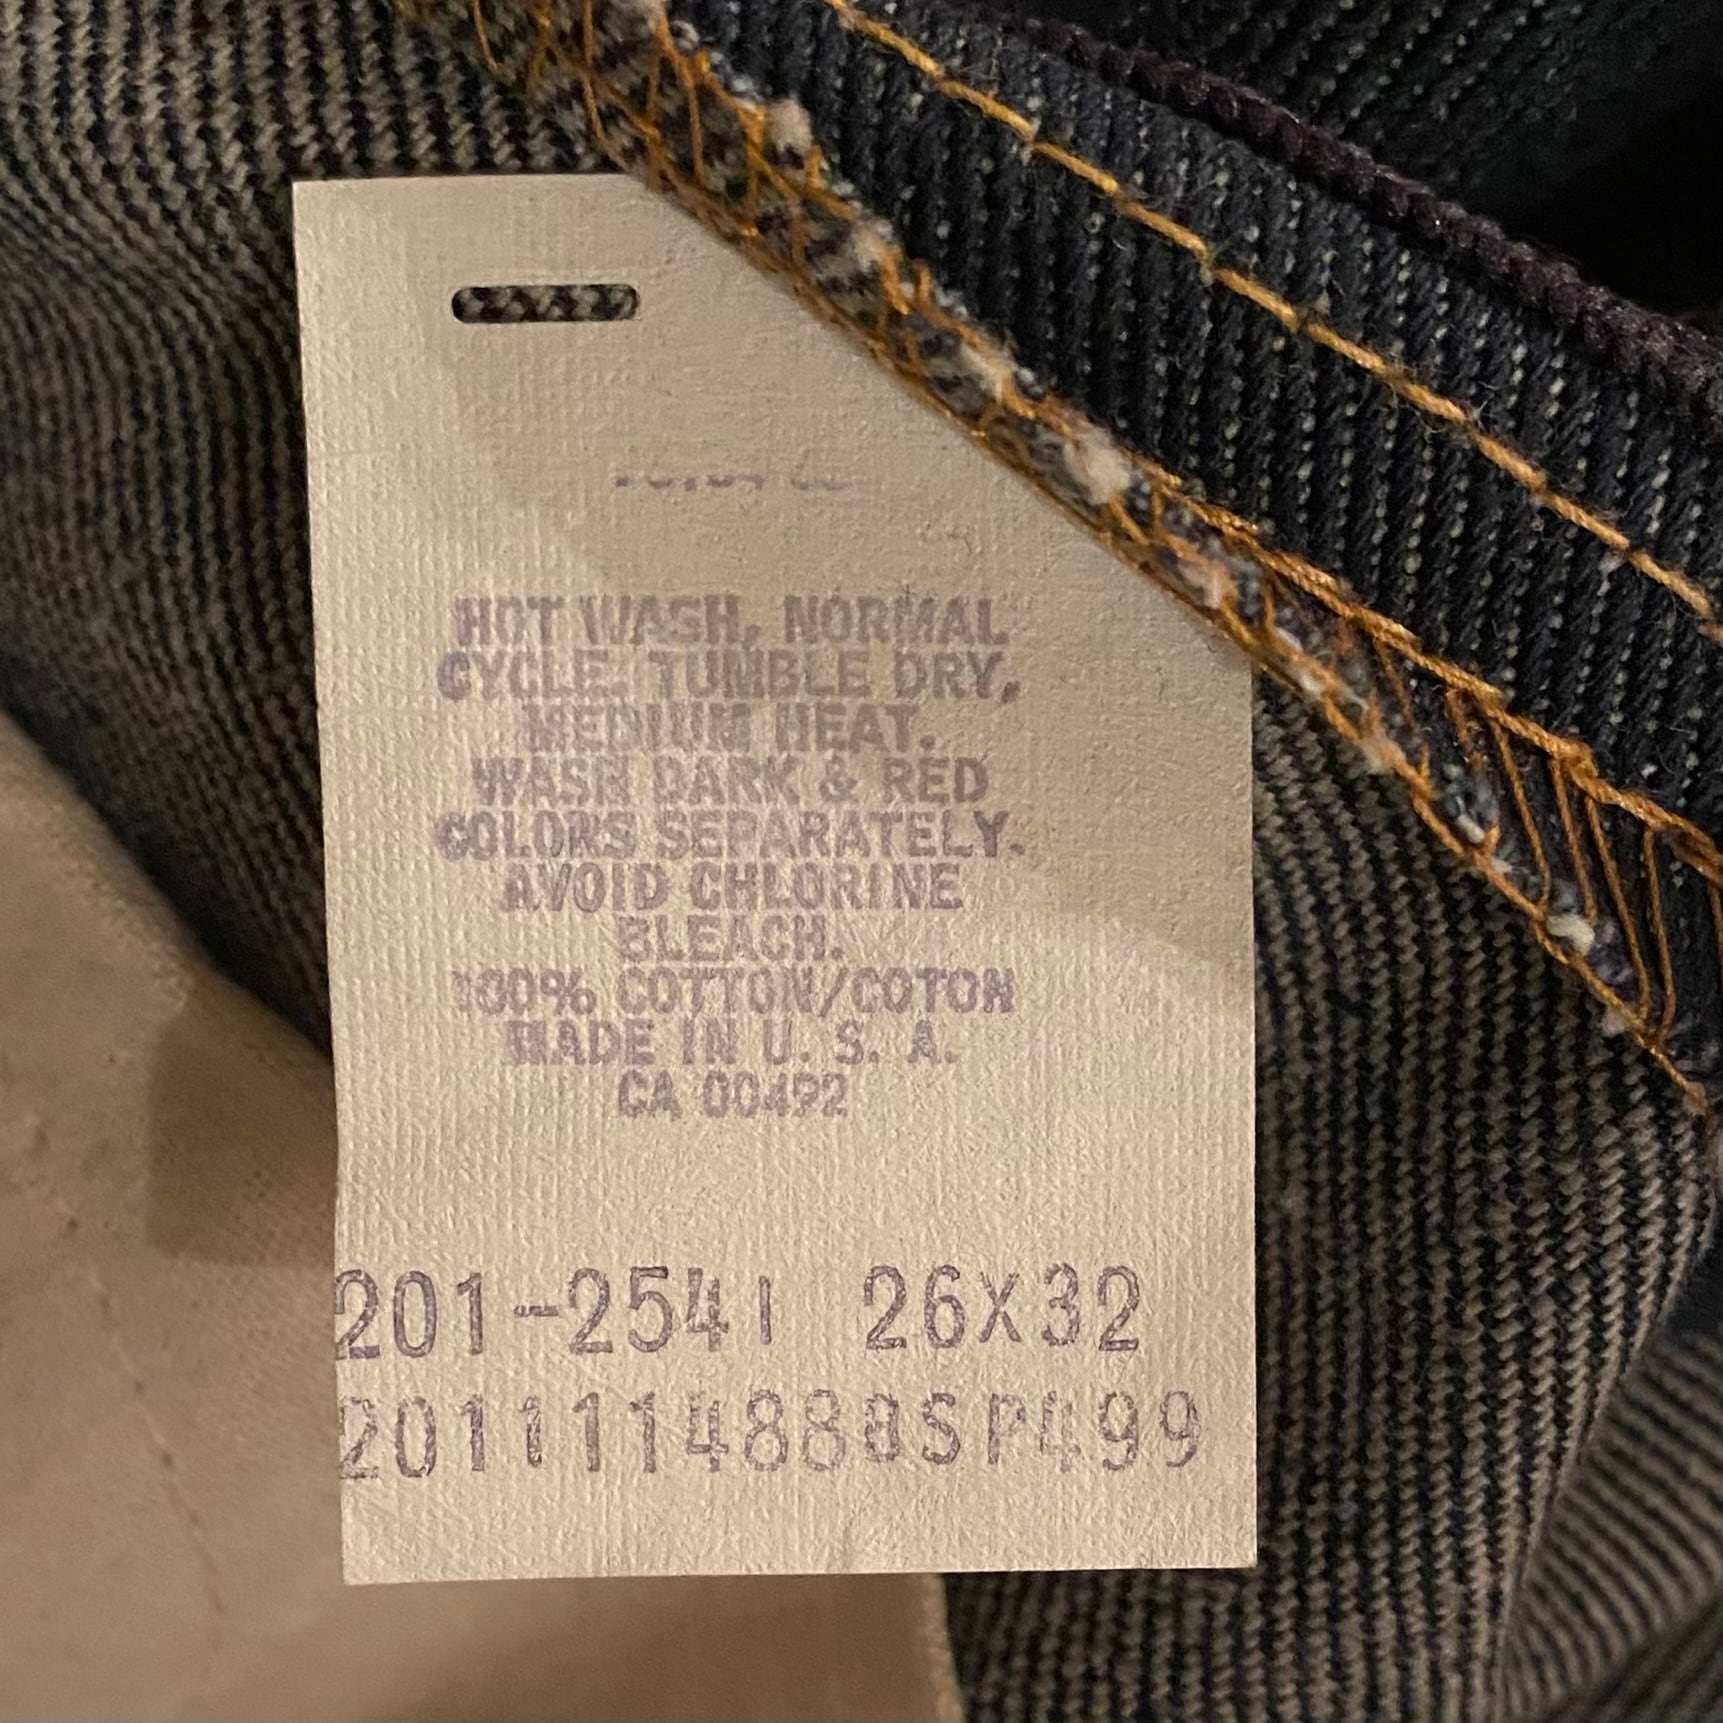 HOT WASH, NORMAL
CYCLE. TUMBLE DRY,
MEDIUM HEAT.
WASH DARK & RED
COLORS SEPARATELY.
AVOID CHLORINE
BLEACH.
100% COTTON/COTON
MADE IN U. S. A.
CA 00492
201-2541 26X32
20111148888SP499